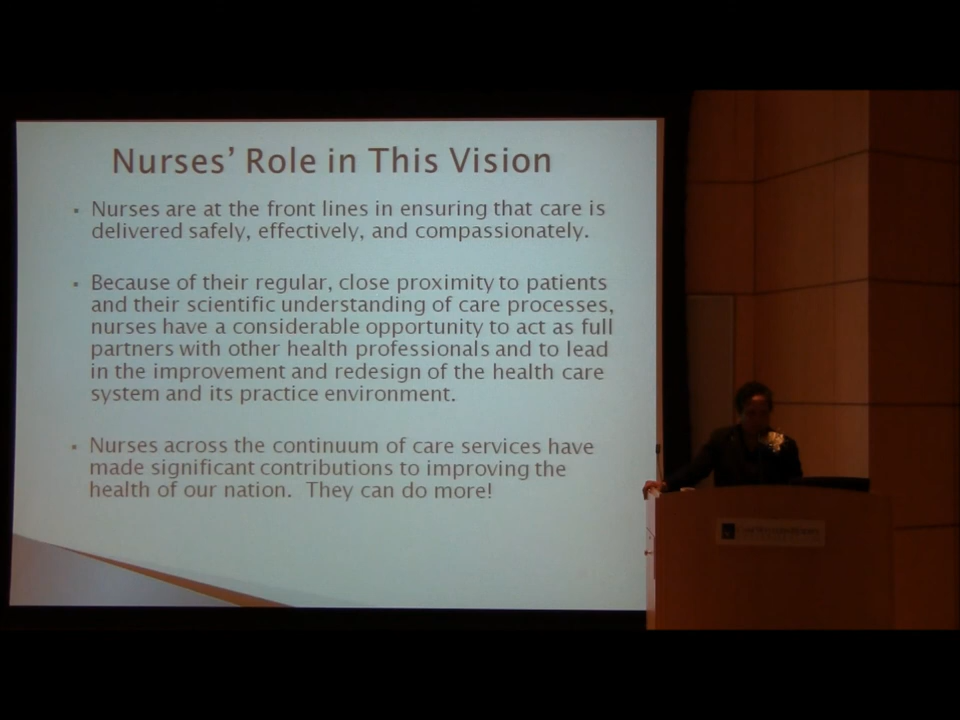 Nurses' Role in This Vision
▪ Nurses are at the front lines in ensuring that care is
delivered safely, effectively, and compassionately.
▪ Because of their regular, close proximity to patients
and their scientific understanding of care processes,
nurses have a considerable opportunity to act as full
partners with other health professionals and to lead
in the improvement and redesign of the health care
system and its practice environment.
▪ Nurses across the continuum of care services have
made significant contributions to improving the
health of our nation.  They can do more!